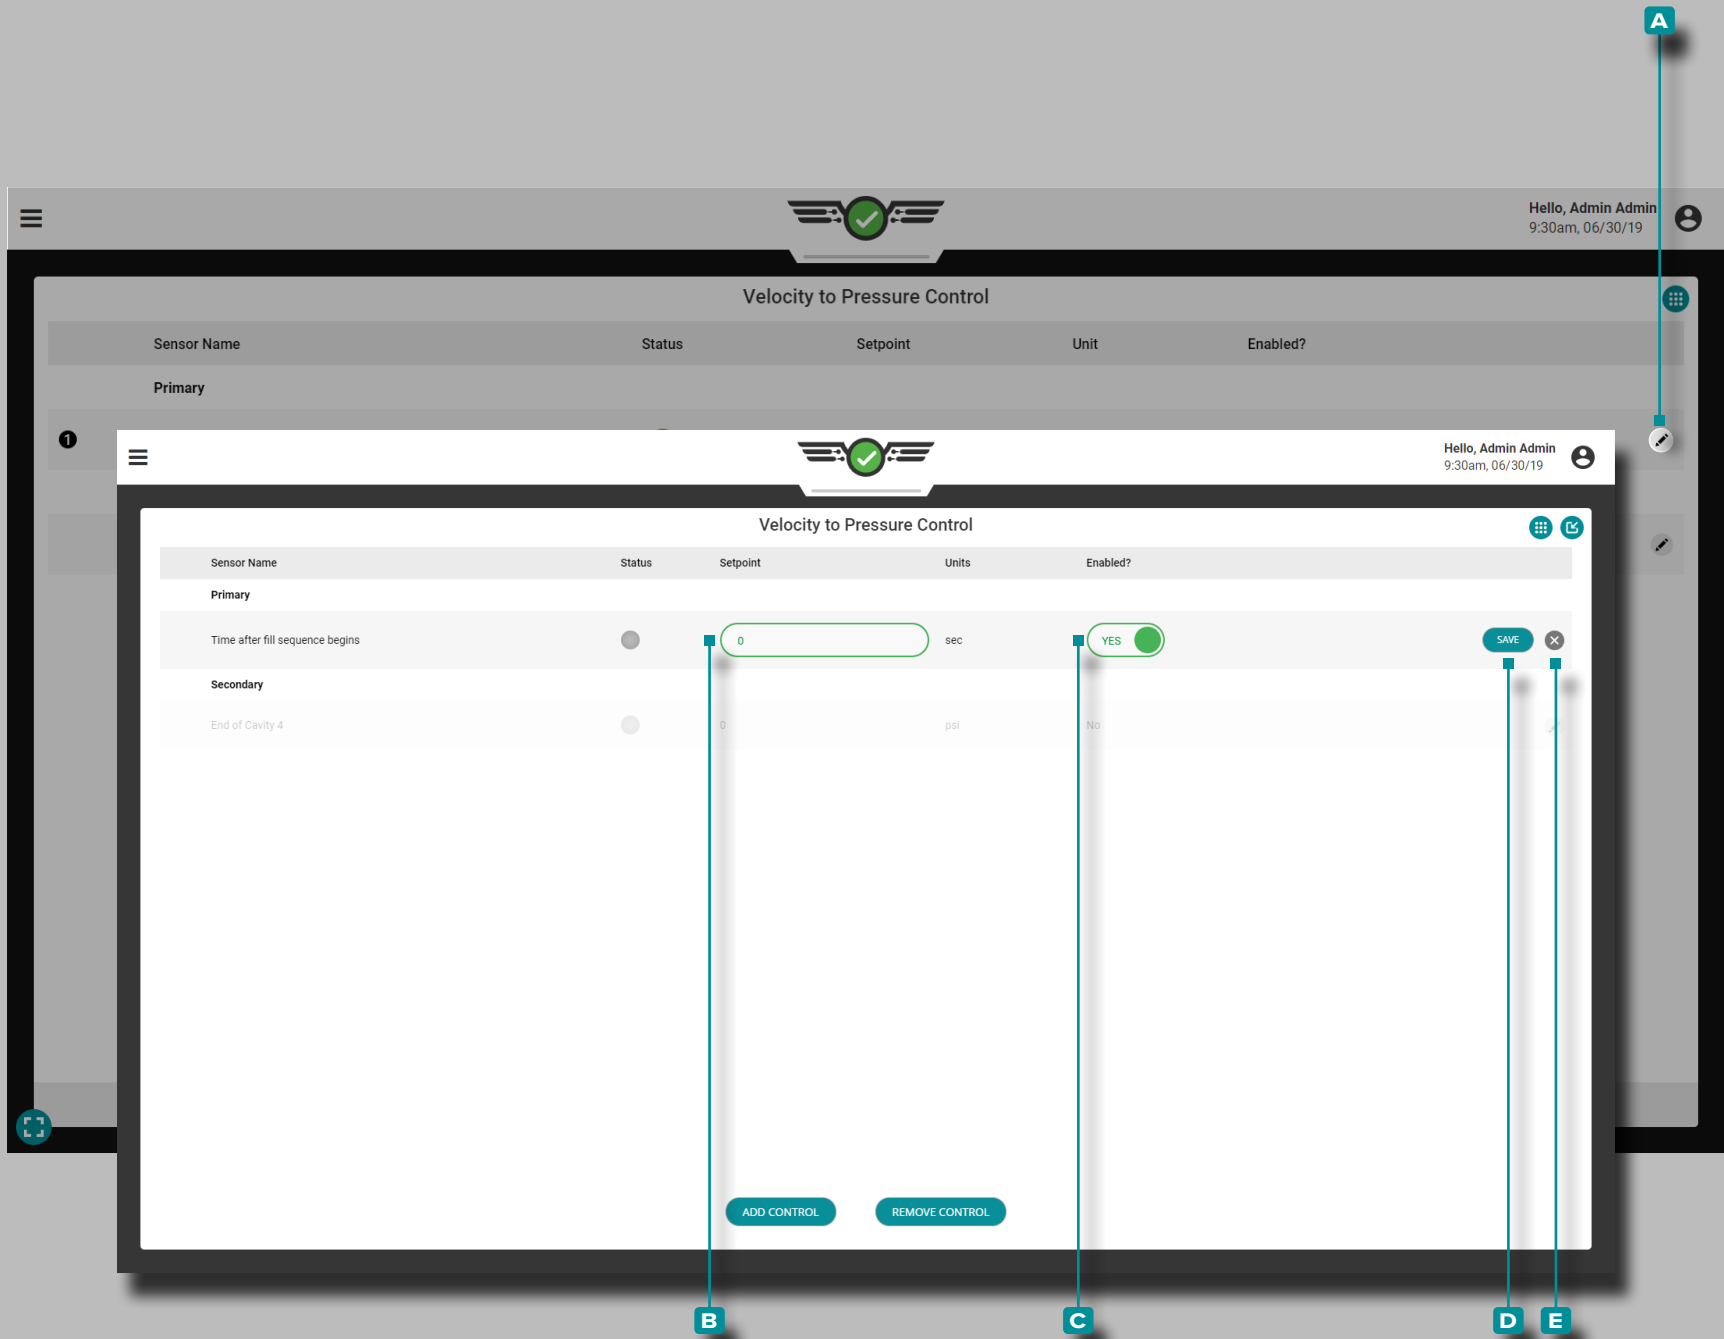 A
Hello, Admin Admin
9:30am, 06/30/19
Velocity to Pressure Control
Sensor Name Status Setpoint Unit Enabled?
Primary
1
Hello, Admin Admin
9:30am, 06/30/19
Velocity to Pressure Control
Sensor Name Status Setpoint Units Enabled?
Primary
Time after fill sequence begins 0 sec YES SAVE
Secondary
End of Cavity 4 0 psi No
ADD CONTROL REMOVE CONTROL
B C D E